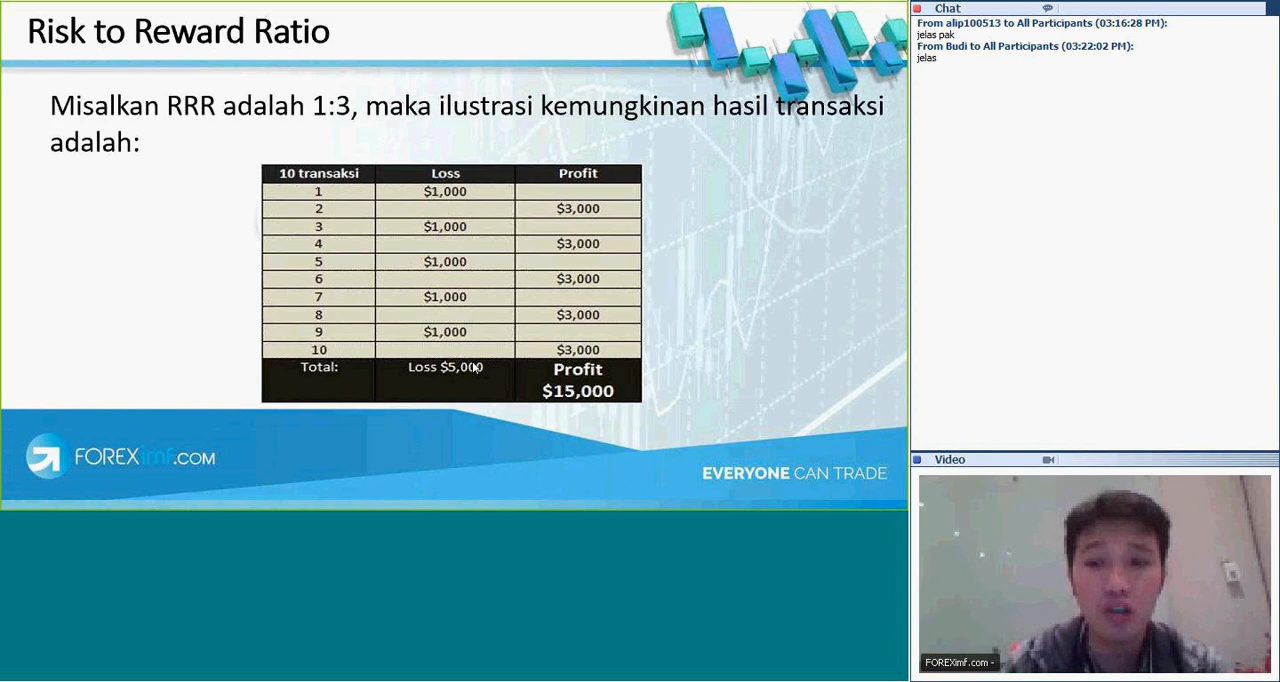 Risk to Reward Ratio
Misalkan RRR adalah 1:3, maka ilustrasi kemungkinan hasil transaksi
adalah:
10 transaksi Loss Profit
1 $1,000
2 $3,000
3 $1,000
4 $3,000
5 $1,000
6 $3,000
7 $1,000
8 $3,000
9 $1,000
10 $3,000
Total: Loss $5,000 Profit
$15,000
FOREXimf.COM
EVERYONE CAN TRADE
Chat
From alip100513 to All Participants (03:16:28 PM):
jelas pak
From Budi to All Participants (03:22:02 PM):
jelas
Video
FOREXimf.com -